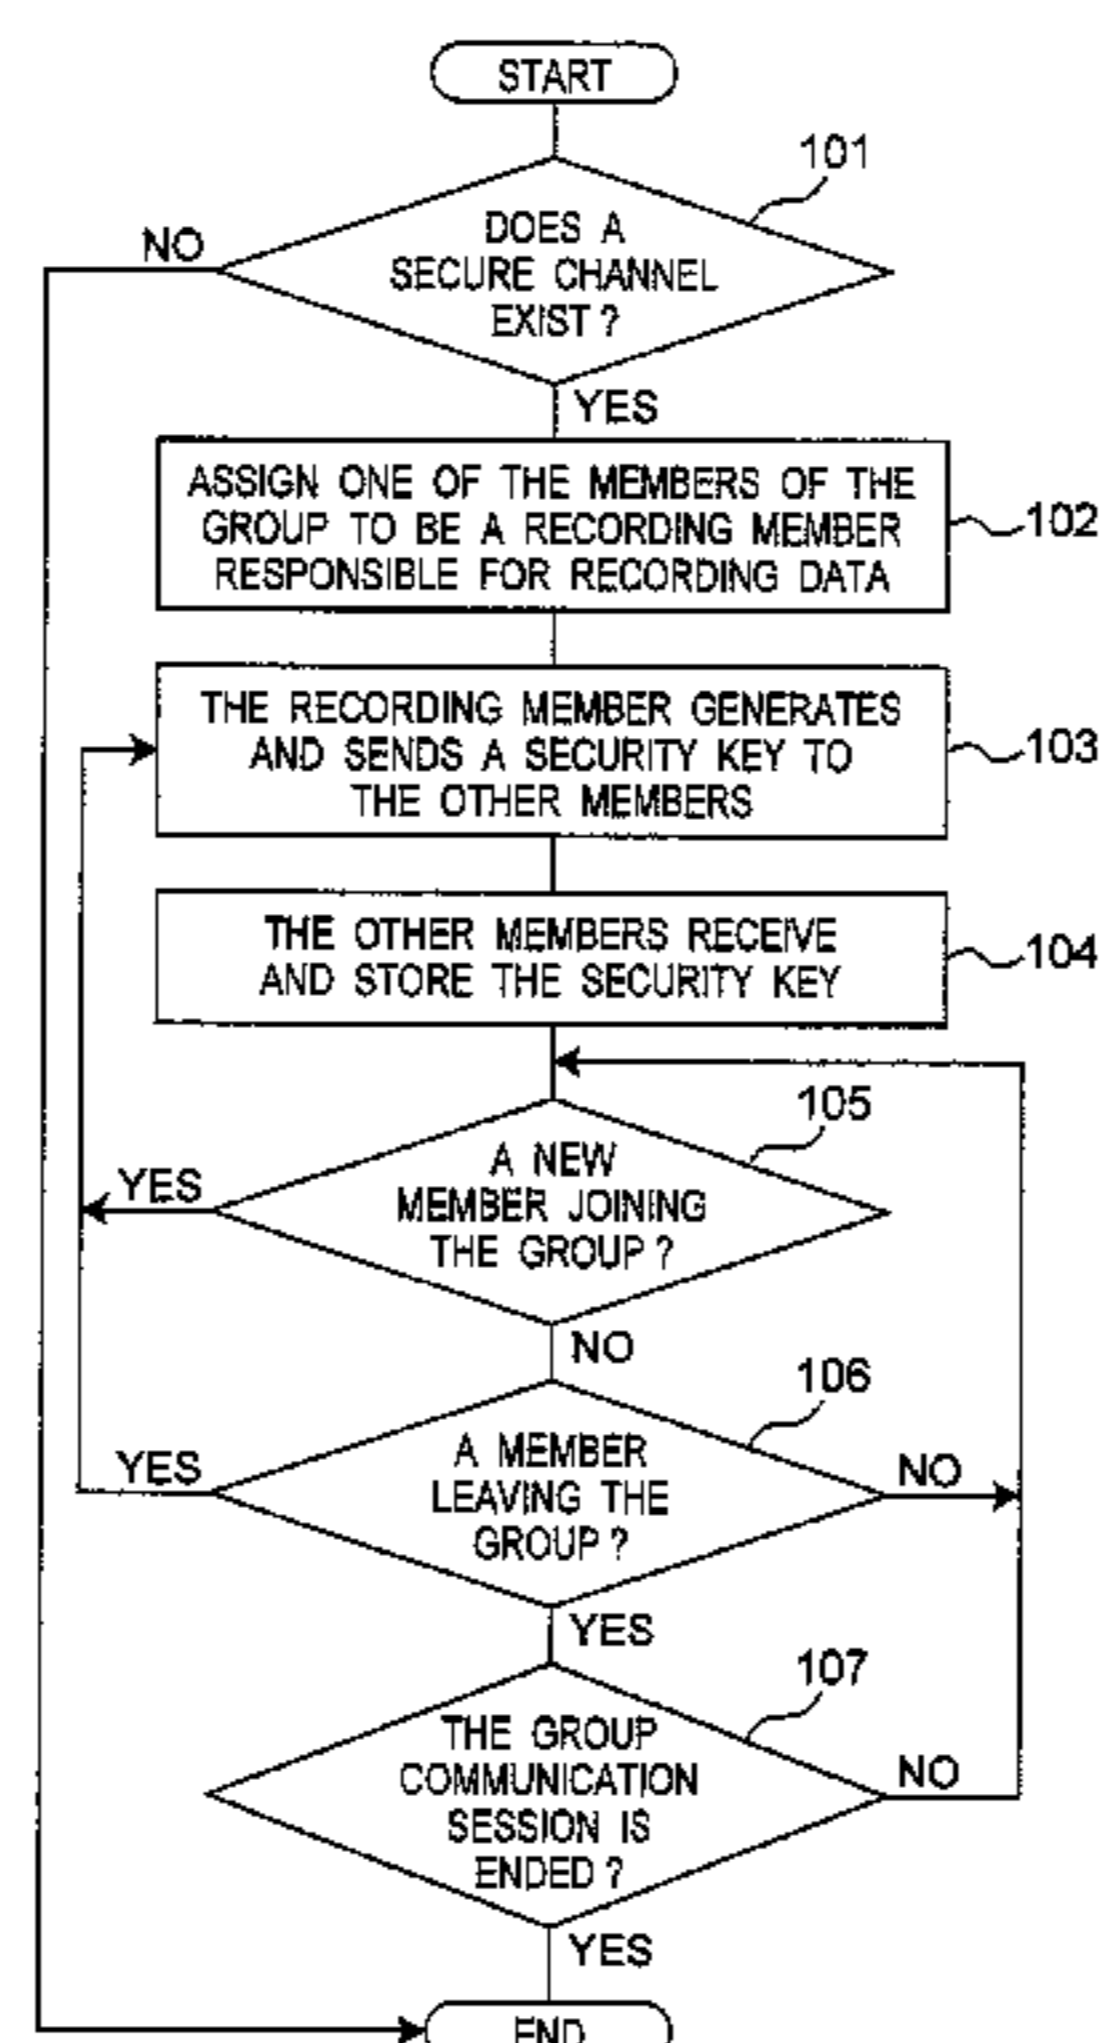 START
101
DOES A
SECURE CHANNEL
EXIST?
NO
YES
ASSIGN ONE OF THE MEMBERS OF THE
GROUP TO BE A RECORDING MEMBER
RESPONSIBLE FOR RECORDING DATA
102
THE RECORDING MEMBER GENERATES
AND SENDS A SECURITY KEY TO
THE OTHER MEMBERS
103
THE OTHER MEMBERS RECEIVE
AND STORE THE SECURITY KEY
104
105
A NEW
MEMBER JOINING
THE GROUP?
YES
NO
106
A MEMBER
LEAVING THE
GROUP?
YES
NO
YES
107
THE GROUP
COMMUNICATION
SESSION IS
ENDED?
NO
YES
END